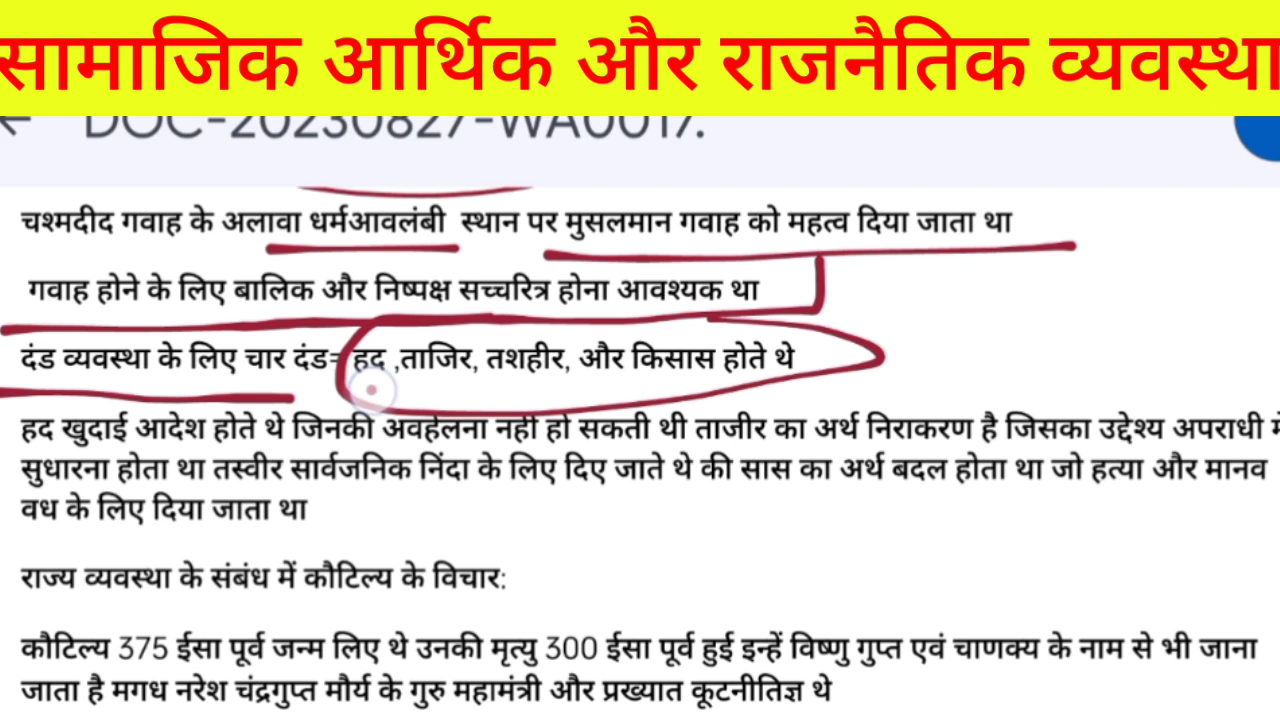 सामाजिक आर्थिक और राजनैतिक व्यवस्था
DOC-20230827-WA0017.
चश्मदीद गवाह के अलावा धर्मआवलंबी स्थान पर मुसलमान गवाह को महत्व दिया जाता था
गवाह होने के लिए बालिक और निष्पक्ष सच्चरित्र होना आवश्यक था
दंड व्यवस्था के लिए चार दंड= हद ,ताजिर, तशहीर, और किसास होते थे
हद खुदाई आदेश होते थे जिनकी अवहेलना नही हो सकती थी ताजीर का अर्थ निराकरण है जिसका उद्देश्य अपराधी मे
सुधारना होता था तस्वीर सार्वजनिक निंदा के लिए दिए जाते थे की सास का अर्थ बदल होता था जो हत्या और मानव
वध के लिए दिया जाता था
राज्य व्यवस्था के संबंध में कौटिल्य के विचार:
कौटिल्य 375 ईसा पूर्व जन्म लिए थे उनकी मृत्यु 300 ईसा पूर्व हुई इन्हें विष्णु गुप्त एवं चाणक्य के नाम से भी जाना
जाता है मगध नरेश चंद्रगुप्त मौर्य के गुरु महामंत्री और प्रख्यात कूटनीतिज्ञ थे